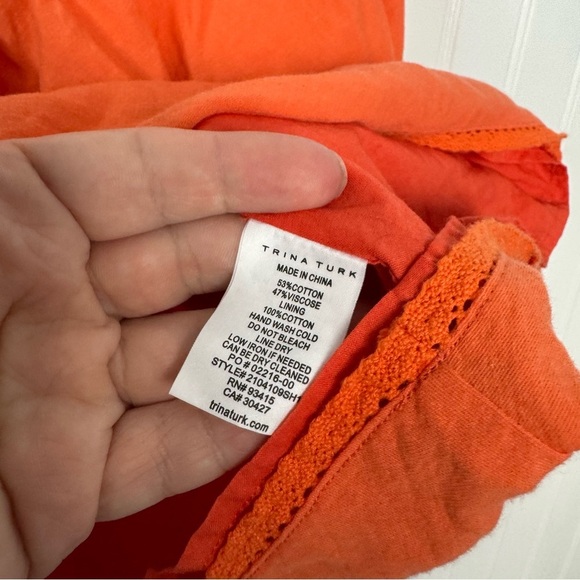 TRINA TURK
MADE IN CHINA
53%COTTON
47%VISCOSE
LINING
100%COTTON
HAND WASH COLD
DO NOT BLEACH
LINE DRY
LOW IRON IF NEEDED
CAN BE DRY CLEANED
PO # 02216-00
STYLE#2104109SH1
RN# 93415
CA# 30427
trinaturk.com